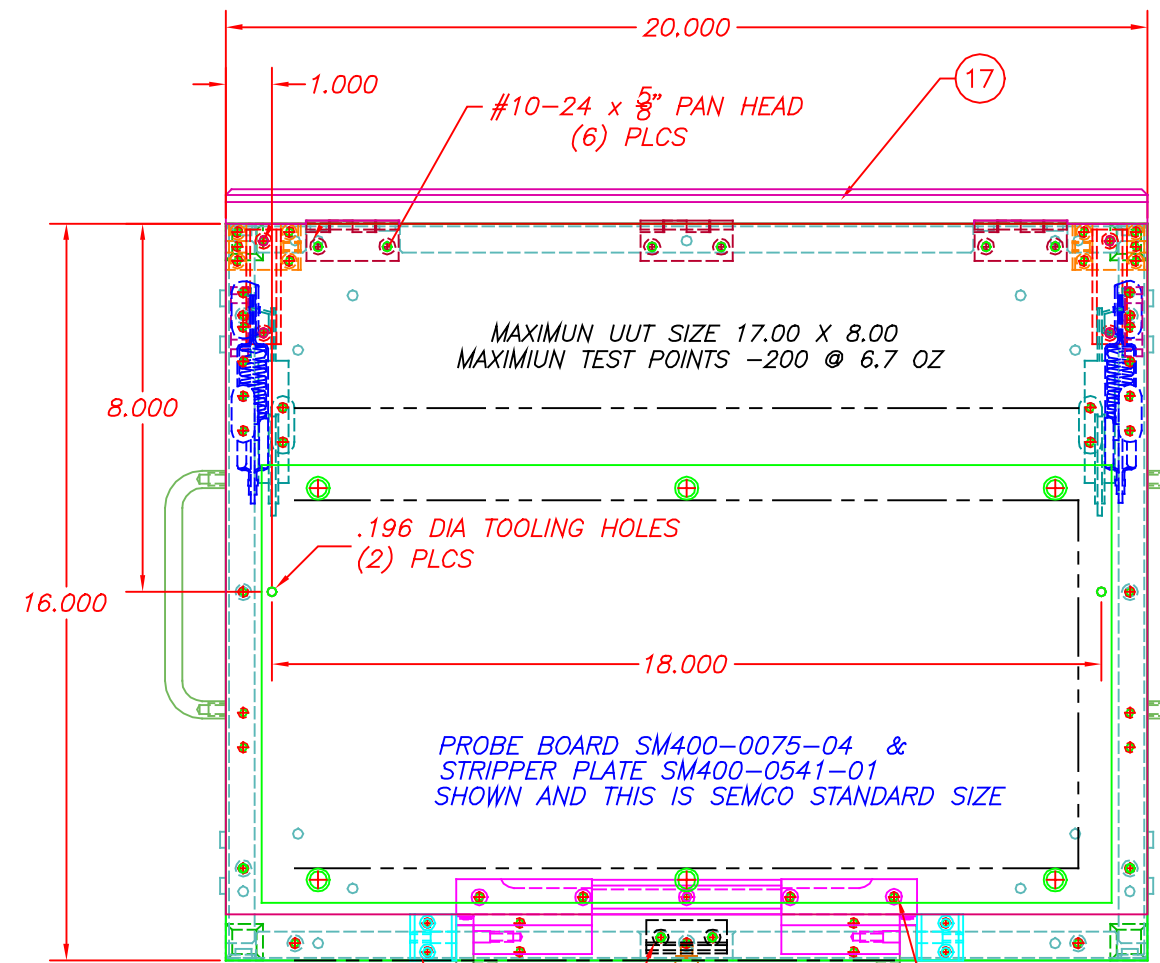 20.000
1.000
17
#10-24 x 5/8" PAN HEAD
(6) PLCS
MAXIMUN UUT SIZE 17.00 X 8.00
MAXIMIUN TEST POINTS -200 @ 6.7 OZ
8.000
.196 DIA TOOLING HOLES
(2) PLCS
16.000
18.000
PROBE BOARD SM400-0075-04 &
STRIPPER PLATE SM400-0541-01
SHOWN AND THIS IS SEMCO STANDARD SIZE